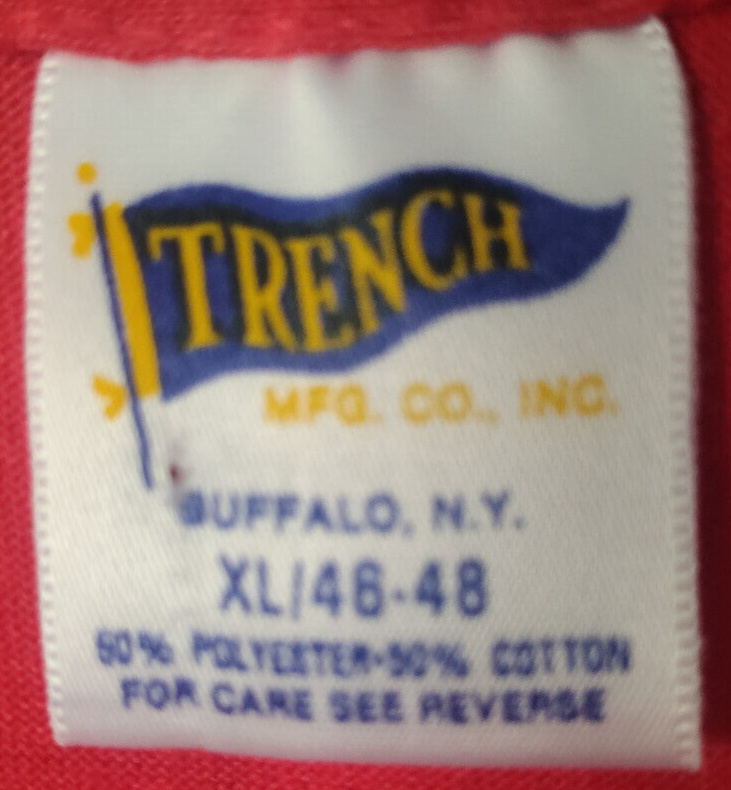 TRENCH
MFG. CO., INC.
BUFFALO, N.Y.
XL/46-48
50% POLYESTER-50% COTTON
FOR CARE SEE REVERSE